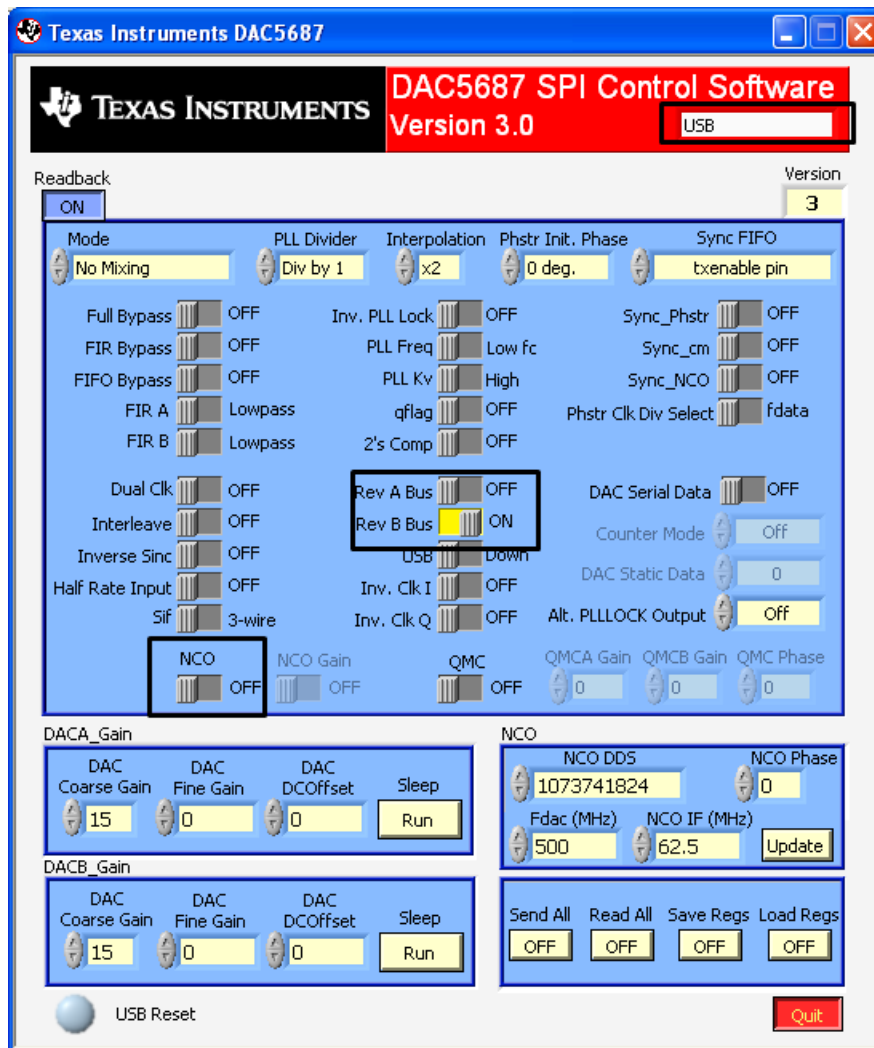 Texas Instruments DAC5687
TEXAS INSTRUMENTS
DAC5687 SPI Control Software
Version 3.0
USB
Readback
Version
ON
3
Mode PLL Divider Interpolation Phstr Init. Phase Sync FIFO
No Mixing Div by 1 x2 0 deg. txenable pin
Full Bypass OFF Inv. PLL Lock OFF Sync_Phstr OFF
FIR Bypass OFF PLL Freq Low fc Sync_cm OFF
FIFO Bypass OFF PLL Kv High Sync_NCO OFF
FIR A Lowpass qflag OFF Phstr Clk Div Select fdata
FIR B Lowpass 2's Comp OFF
Dual Clk OFF Rev A Bus OFF DAC Serial Data OFF
Interleave OFF Rev B Bus ON Counter Mode Off
Inverse Sinc OFF USB Down DAC Static Data 0
Half Rate Input OFF Inv. Clk I OFF Alt. PLLLOCK Output Off
Sif 3-wire Inv. Clk Q OFF
NCO NCO Gain QMC QMCA Gain QMCB Gain QMC Phase
OFF OFF OFF 0 0 0
DACA_Gain
DAC Coarse Gain DAC Fine Gain DAC DCOffset Sleep
15 0 0 Run
NCO
NCO DDS NCO Phase
1073741824 0
Fdac (MHz) NCO IF (MHz)
500 62.5 Update
DACB_Gain
DAC Coarse Gain DAC Fine Gain DAC DCOffset Sleep
15 0 0 Run
Send All Read All Save Regs Load Regs
OFF OFF OFF OFF
USB Reset
Quit